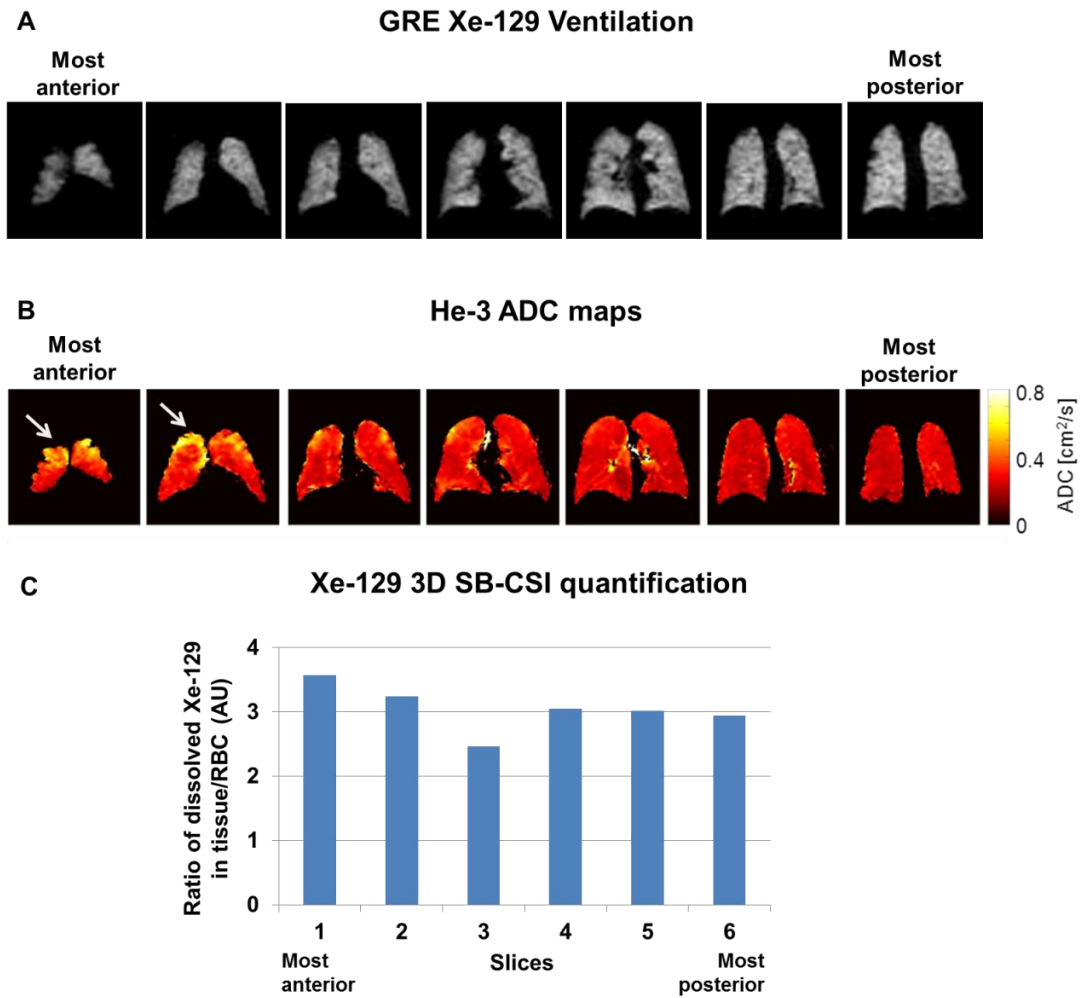 A
GRE Xe-129 Ventilation
Most
anterior
Most
posterior
B
He-3 ADC maps
Most
anterior
Most
posterior
0.8
0.4
0
ADC [cm²/s]
C
Xe-129 3D SB-CSI quantification
Ratio of dissolved Xe-129
in tissue/RBC (AU)
4
3
2
1
0
1 2 3 4 5 6
Most
anterior
Slices
Most
posterior